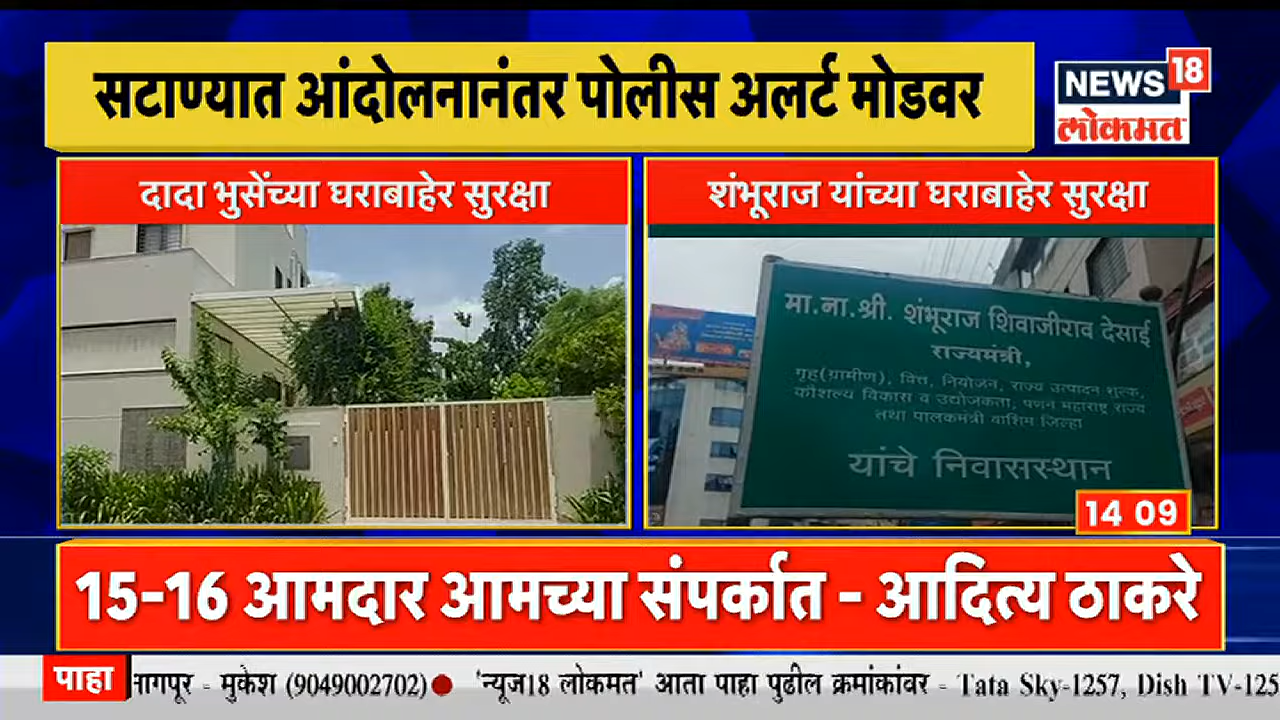 सटाण्यात आंदोलनानंतर पोलीस अलर्ट मोडवर
NEWS 18
लोकमत
दादा भुसेंच्या घराबाहेर सुरक्षा
शंभूराज यांच्या घराबाहेर सुरक्षा
मा.ना.श्री. शंभूराज शिवाजीराव देसाई
राज्यमंत्री,
गृह(ग्रामीण), वित्त, नियोजन, राज्य उत्पादन शुल्क,
कौशल्य विकास व उद्योजकता, पणन महाराष्ट्र राज्य
तथा पालकमंत्री वाशिम जिल्हा
यांचे निवासस्थान
14 09
15-16 आमदार आमच्या संपर्कात - आदित्य ठाकरे
पाहा
नागपूर - मुकेश (9049002702) ● 'न्यूज18 लोकमत' आता पाहा पुढील क्रमांकांवर - Tata Sky-1257, Dish TV-125